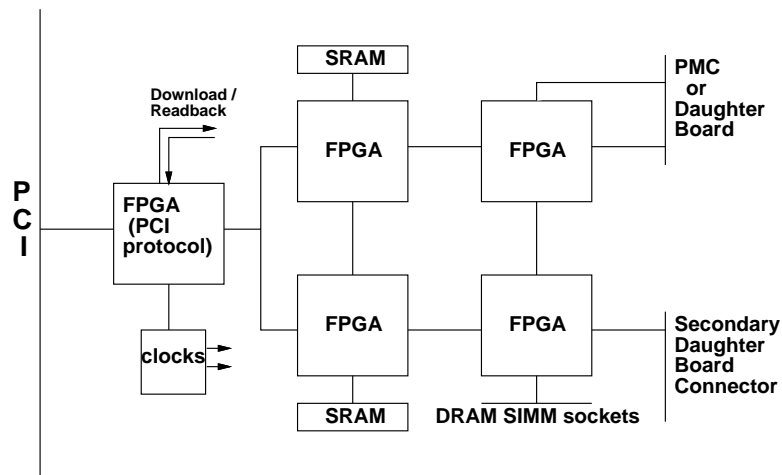 SRAM
PMC
or
Daughter
Board
Download /
Readback
FPGA
FPGA
P
C
I
FPGA
(PCI
protocol)
clocks
FPGA
FPGA
Secondary
Daughter
Board
Connector
SRAM
DRAM SIMM sockets